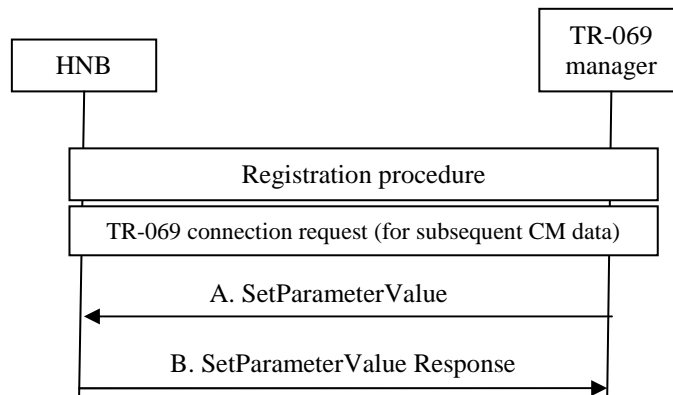 HNB
TR-069
manager
Registration procedure
TR-069 connection request (for subsequent CM data)
A. SetParameterValue
B. SetParameterValue Response